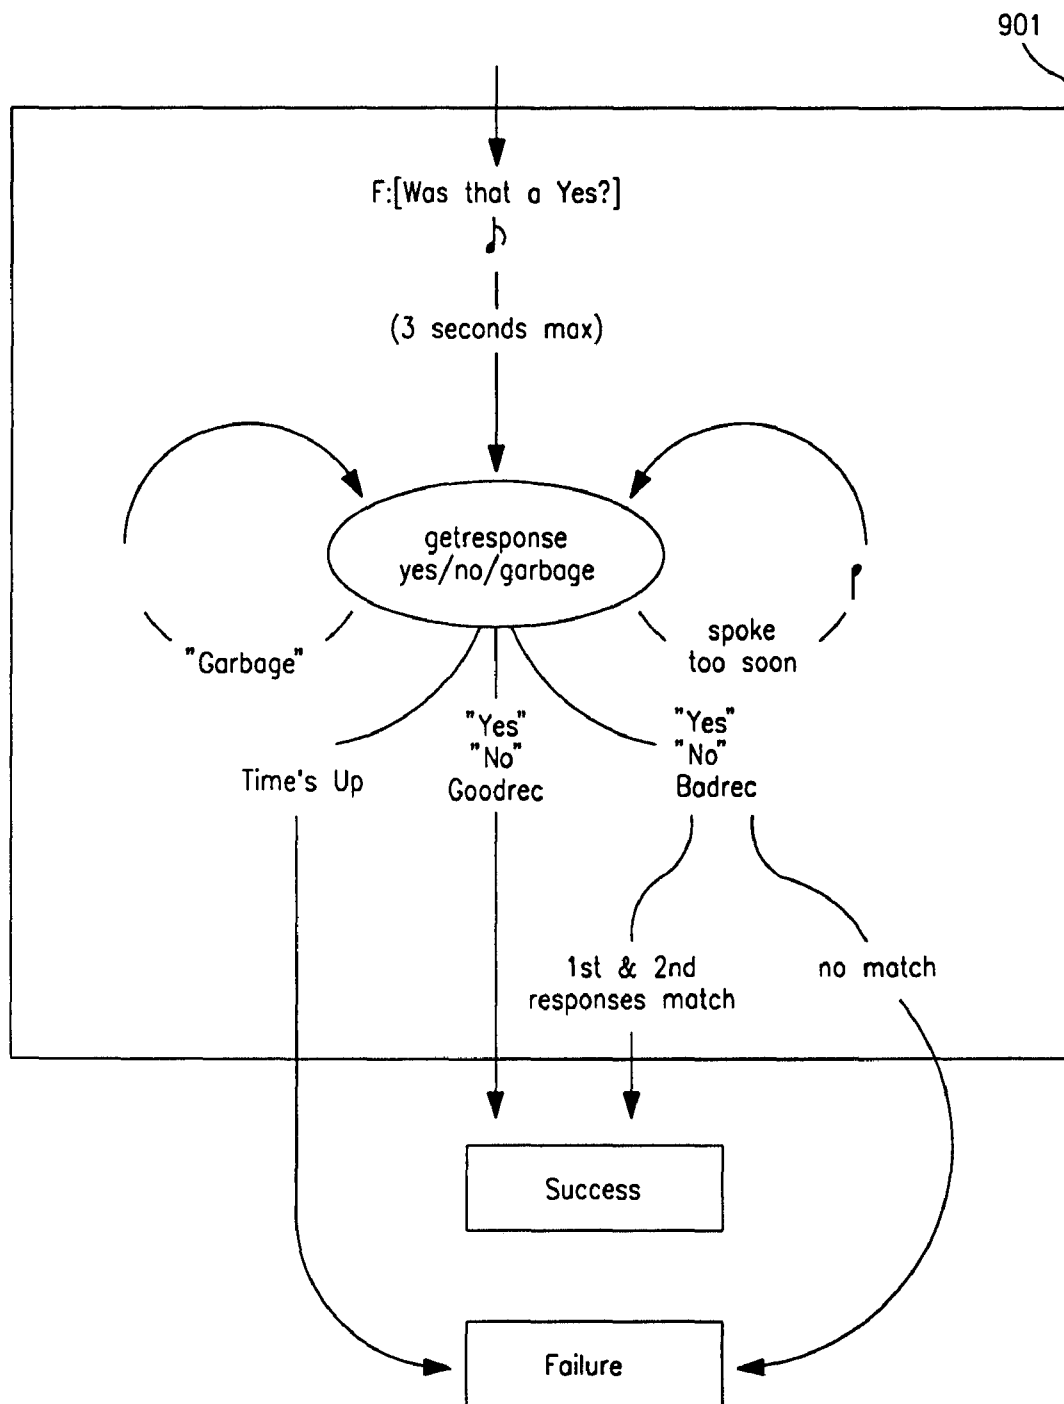 901
F:[Was that a Yes?]
(3 seconds max)
getresponse
yes/no/garbage
"Garbage"
spoke
too soon
Time's Up
"Yes"
"No"
Goodrec
"Yes"
"No"
Badrec
1st & 2nd
responses match
no match
Success
Failure